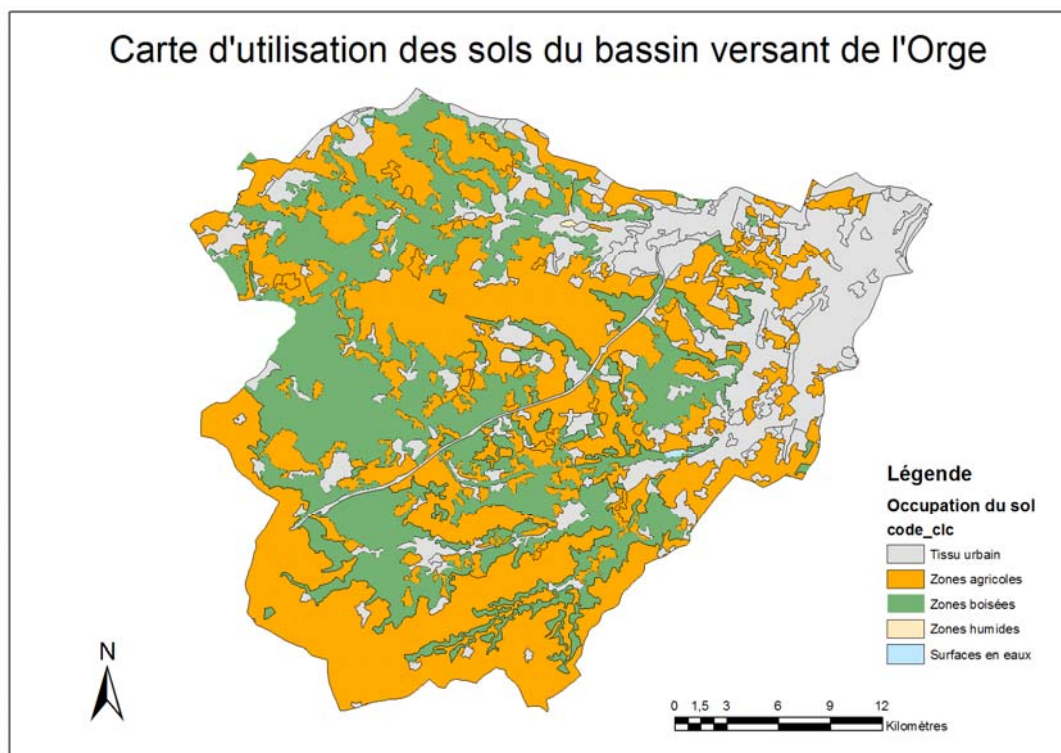 Carte d'utilisation des sols du bassin versant de l'Orge
Légende
Occupation du sol
code_clc
Tissu urbain
Zones agricoles
Zones boisées
Zones humides
Surfaces en eaux
N
0 1,5 3 6 9 12
Kilomètres